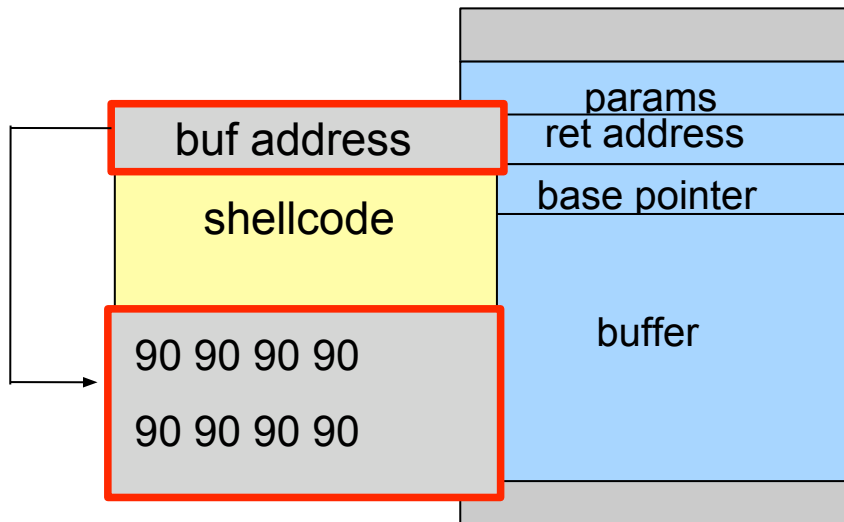 params
buf address
ret address
shellcode
base pointer
buffer
90 90 90 90
90 90 90 90